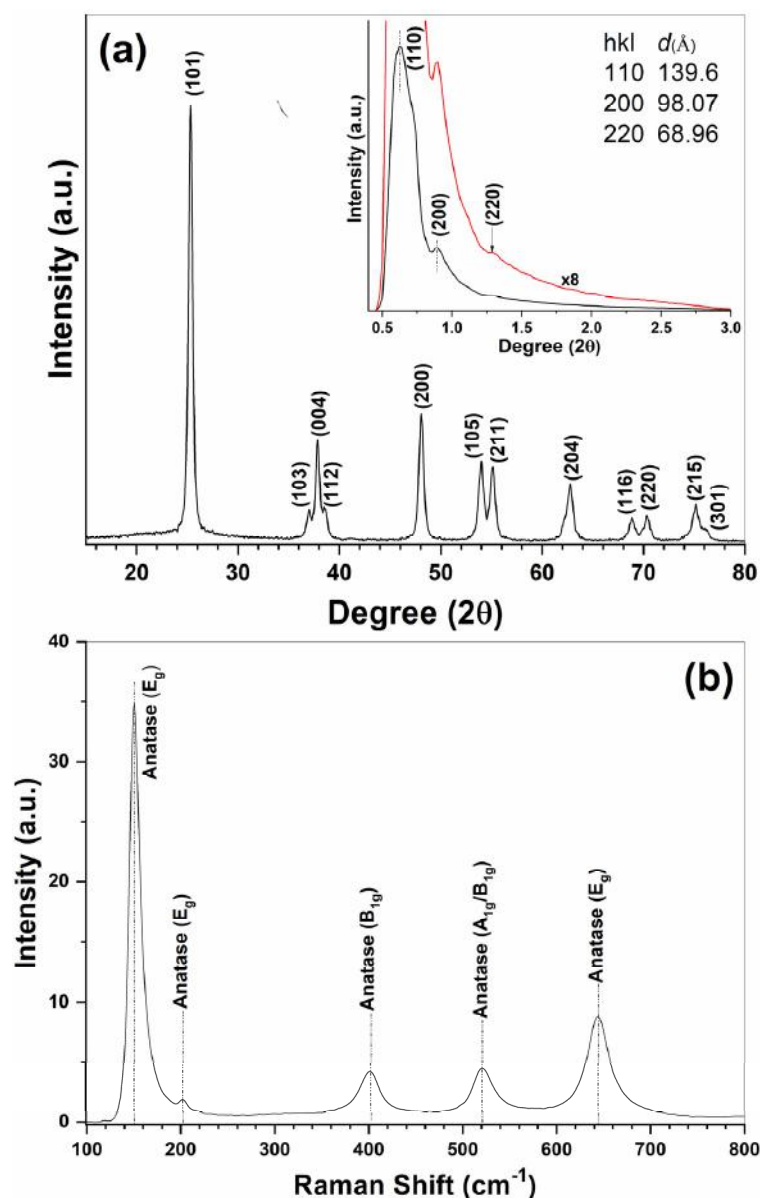 (a)
(101)
(103)
(004)
(112)
(200)
(105)
(211)
(204)
(116)
(220)
(215)
(301)
Intensity (a.u.)
20 30 40 50 60 70 80
Degree (2θ)
(110)
(200)
(220)
x8
Intensity (a.u.)
0.5 1.0 1.5 2.0 2.5 3.0
Degree (2θ)
hkl d(Å)
110 139.6
200 98.07
220 68.96
(b)
Anatase (Eg)
Anatase (Eg)
Anatase (B1g)
Anatase (A1g/B1g)
Anatase (Eg)
Intensity (a.u.)
40
30
20
10
0
100 200 300 400 500 600 700 800
Raman Shift (cm-1)